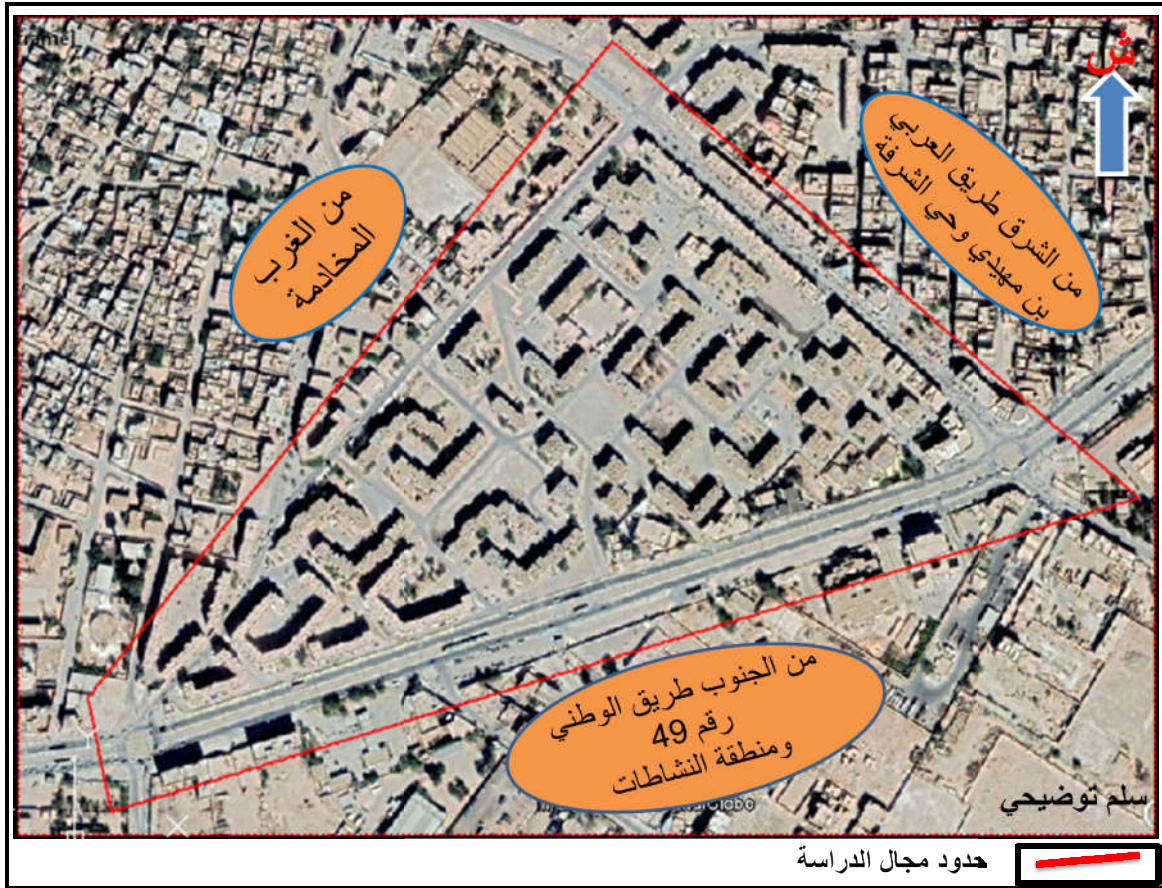 ش
من الشرق طريق العربي
بن مهيدي وحي الشرفة
من الغرب
المخادمة
من الجنوب طريق الوطني
رقم 49
ومنطقة النشاطات
سلم توضيحي
حدود مجال الدراسة